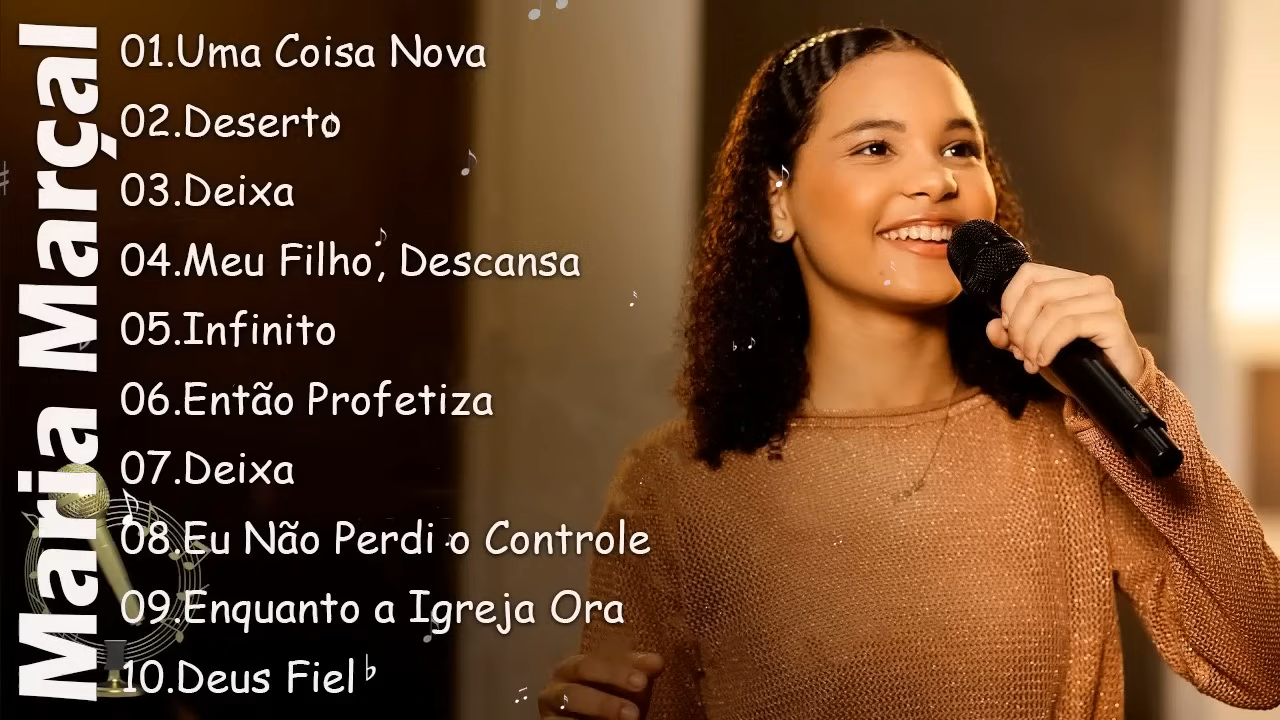 Maria Marçal
01.Uma Coisa Nova
02.Deserto
03.Deixa
04.Meu Filho, Descansa
05.Infinito
06.Então Profetiza
07.Deixa
08.Eu Não Perdi o Controle
09.Enquanto a Igreja Ora
10.Deus Fiel